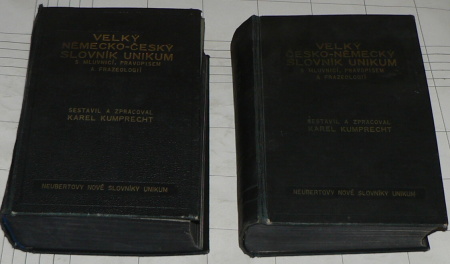 VELKÝ
NĚMECKO-ČESKÝ
SLOVNÍK UNIKUM
S MLUVNICÍ, PRAVOPISEM
A FRASEOLOGIÍ
SESTAVIL A ZPRACOVAL
KAREL KUMPRECHT
NEUBERTOVY NOVÉ SLOVNÍKY UNIKUM
VELKÝ
ČESKO-NĚMECKÝ
SLOVNÍK UNIKUM
S MLUVNICÍ, PRAVOPISEM
A FRASEOLOGIÍ
SESTAVIL A ZPRACOVAL
KAREL KUMPRECHT
NEUBERTOVY NOVÉ SLOVNÍKY UNIKUM